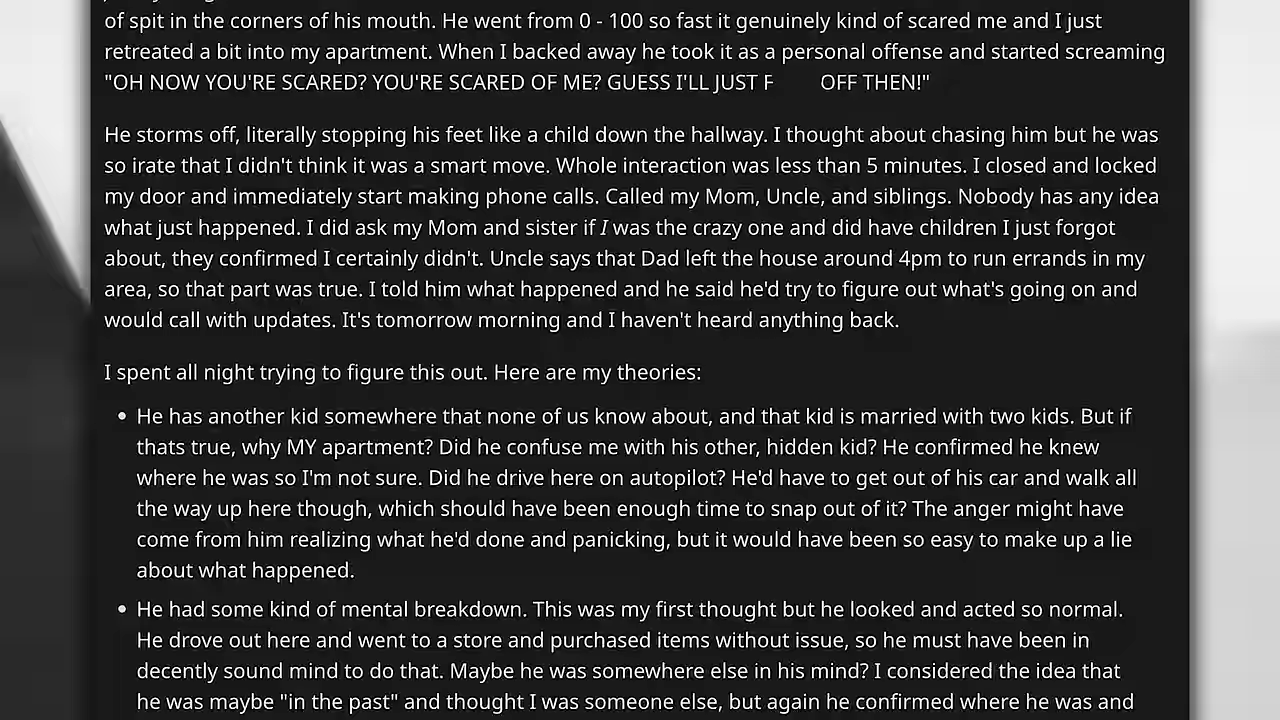 of spit in the corners of his mouth. He went from 0 - 100 so fast it genuinely kind of scared me and I just
retreated a bit into my apartment. When I backed away he took it as a personal offense and started screaming
"OH NOW YOU'RE SCARED? YOU'RE SCARED OF ME? GUESS I'LL JUST F OFF THEN!"
He storms off, literally stopping his feet like a child down the hallway. I thought about chasing him but he was
so irate that I didn't think it was a smart move. Whole interaction was less than 5 minutes. I closed and locked
my door and immediately start making phone calls. Called my Mom, Uncle, and siblings. Nobody has any idea
what just happened. I did ask my Mom and sister if I was the crazy one and did have children I just forgot
about, they confirmed I certainly didn't. Uncle says that Dad left the house around 4pm to run errands in my
area, so that part was true. I told him what happened and he said he'd try to figure out what's going on and
would call with updates. It's tomorrow morning and I haven't heard anything back.
I spent all night trying to figure this out. Here are my theories:
• He has another kid somewhere that none of us know about, and that kid is married with two kids. But if
thats true, why MY apartment? Did he confuse me with his other, hidden kid? He confirmed he knew
where he was so I'm not sure. Did he drive here on autopilot? He'd have to get out of his car and walk all
the way up here though, which should have been enough time to snap out of it? The anger might have
come from him realizing what he'd done and panicking, but it would have been so easy to make up a lie
about what happened.
• He had some kind of mental breakdown. This was my first thought but he looked and acted so normal.
He drove out here and went to a store and purchased items without issue, so he must have been in
decently sound mind to do that. Maybe he was somewhere else in his mind? I considered the idea that
he was maybe "in the past" and thought I was someone else, but again he confirmed where he was and